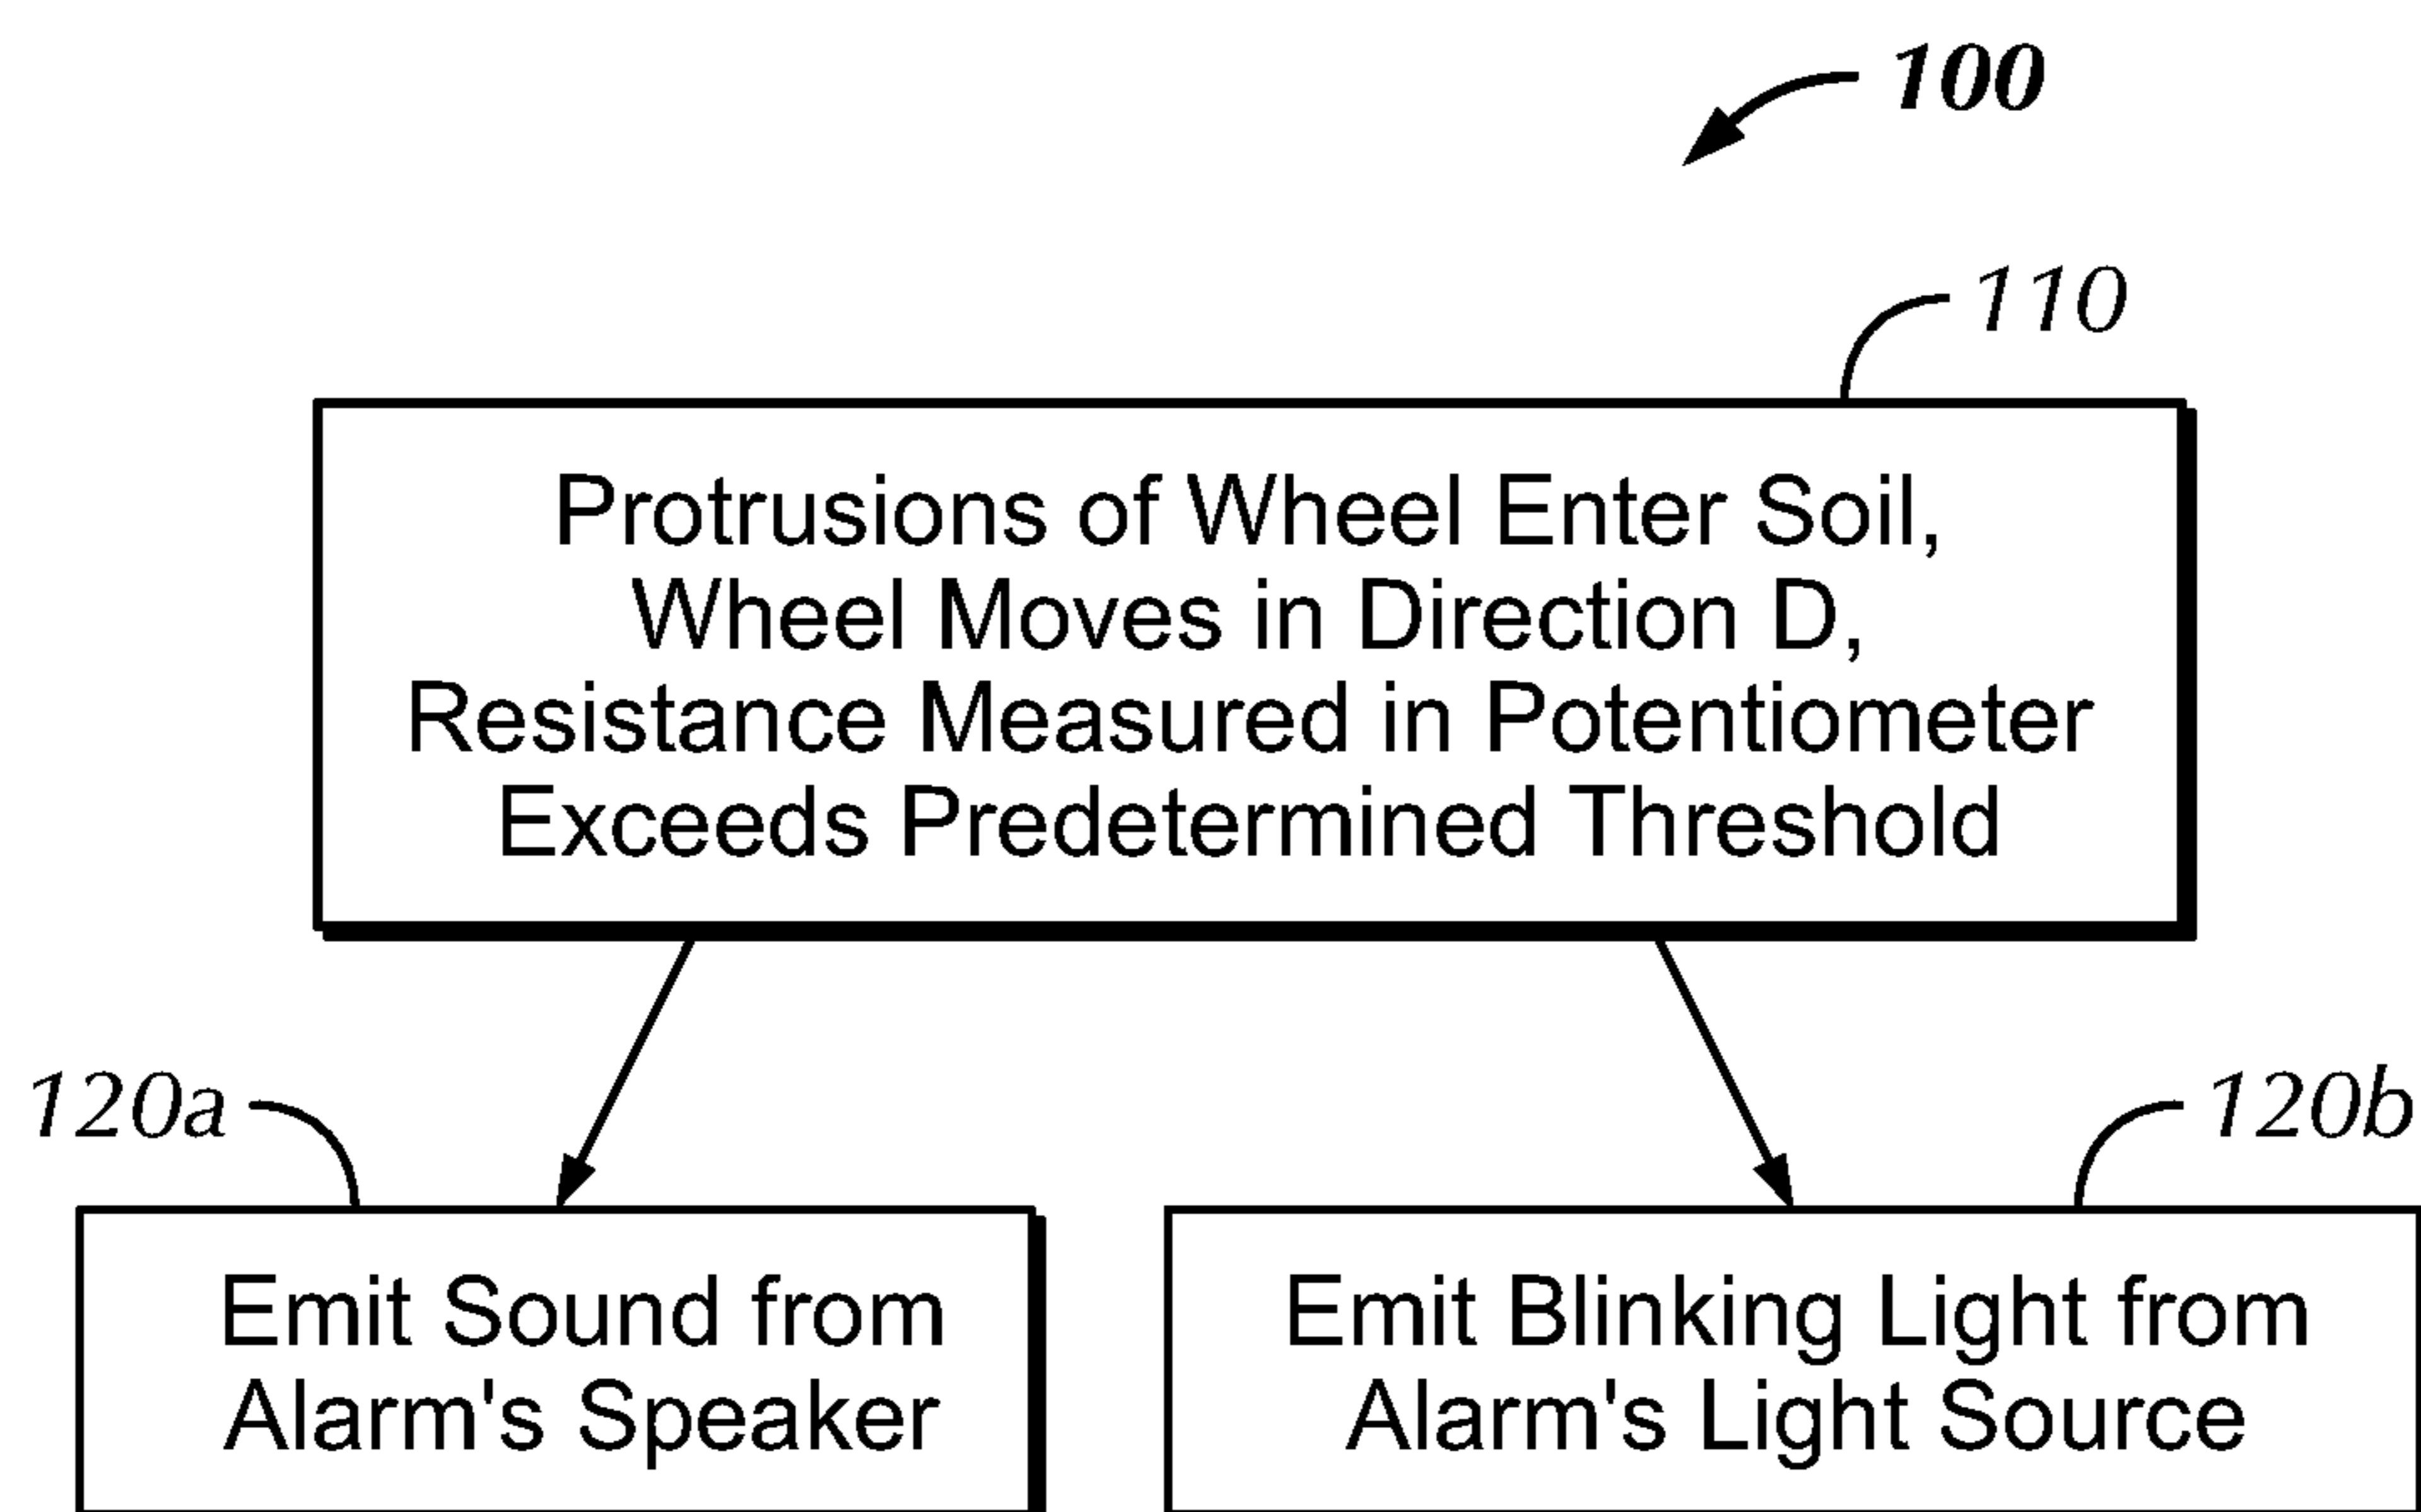 100
110
Protrusions of Wheel Enter Soil,
Wheel Moves in Direction D,
Resistance Measured in Potentiometer
Exceeds Predetermined Threshold
120a
120b
Emit Sound from
Alarm's Speaker
Emit Blinking Light from
Alarm's Light Source